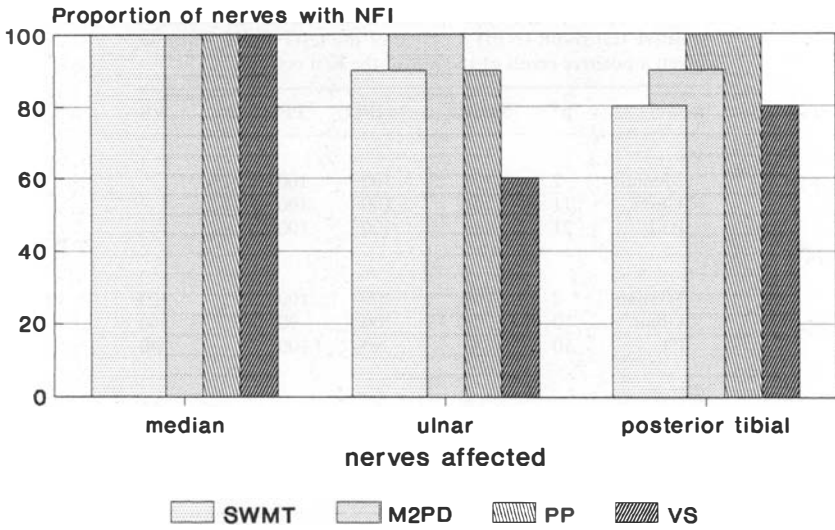 Proportion of nerves with NFI
100
80
60
40
20
0
median ulnar posterior tibial
nerves affected
SWMT M2PD PP VS